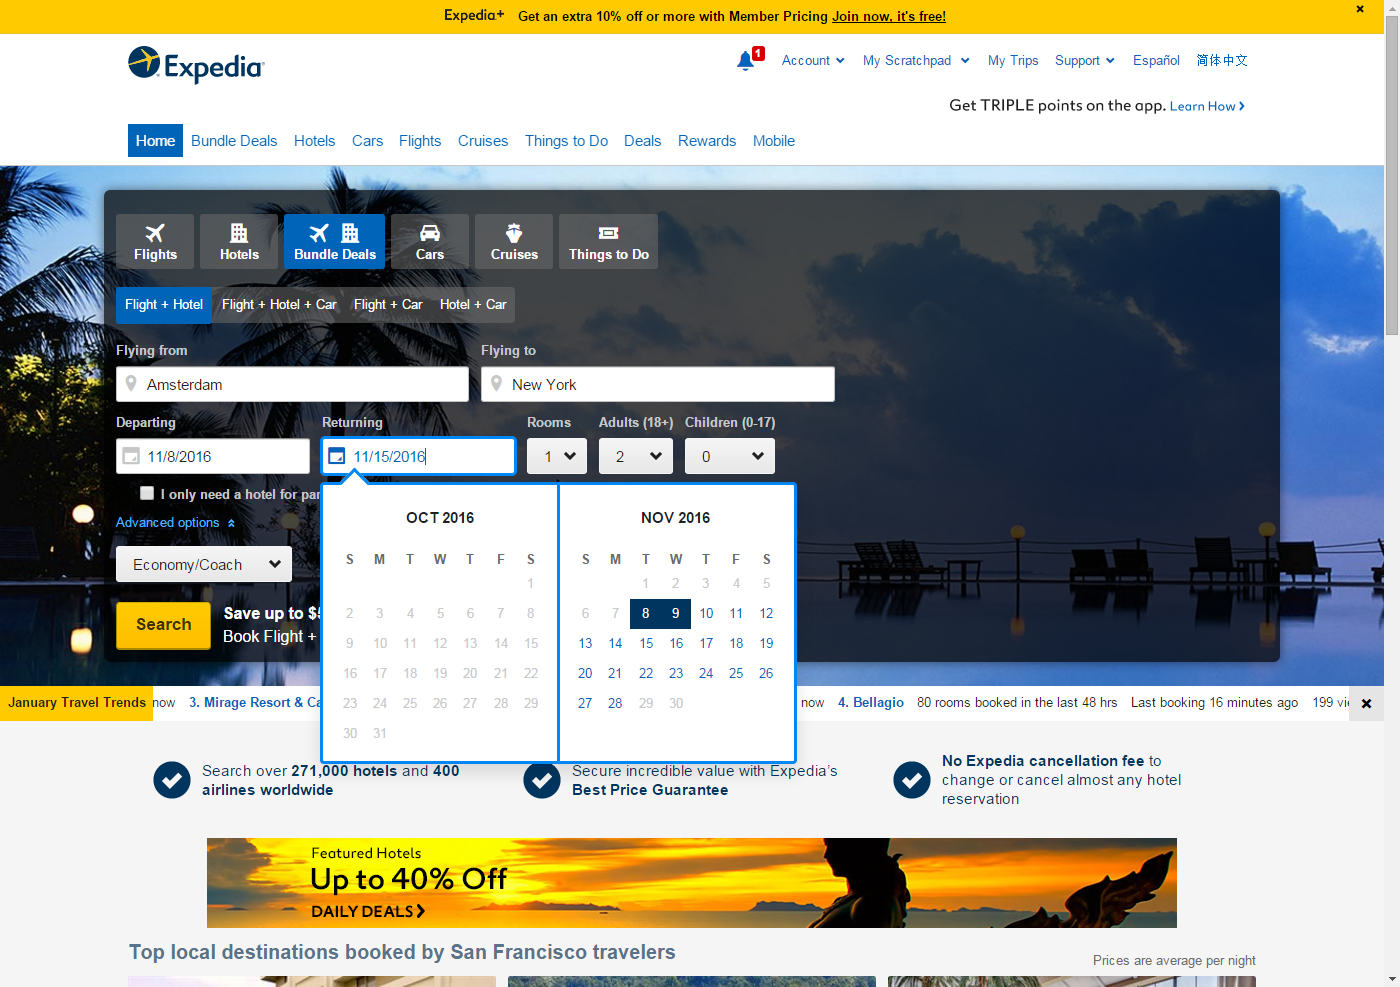 Expedia+ Get an extra 10% off or more with Member Pricing Join now, it's free!
Expedia
1 Account My Scratchpad My Trips Support Español 简体中文
Get TRIPLE points on the app. Learn How
Home Bundle Deals Hotels Cars Flights Cruises Things to Do Deals Rewards Mobile
Flights Hotels Bundle Deals Cars Cruises Things to Do
Flight + Hotel Flight + Hotel + Car Flight + Car Hotel + Car
Flying from Flying to
Amsterdam New York
Departing Returning Rooms Adults (18+) Children (0-17)
11/8/2016 11/15/2016 1 2 0
I only need a hotel for
Advanced options
Economy/Coach
Search
Save up to
Book Flight +
OCT 2016
S M T W T F S
1
2 3 4 5 6 7 8
9 10 11 12 13 14 15
16 17 18 19 20 21 22
23 24 25 26 27 28 29
30 31
NOV 2016
S M T W T F S
1 2 3 4 5
6 7 8 9 10 11 12
13 14 15 16 17 18 19
20 21 22 23 24 25 26
27 28 29 30
January Travel Trends now 3. Mirage Resort & now 4. Bellagio 80 rooms booked in the last 48 hrs Last booking 16 minutes ago 199
Search over 271,000 hotels and 400
airlines worldwide
Secure incredible value with Expedia's
Best Price Guarantee
No Expedia cancellation fee to
change or cancel almost any hotel
reservation
Featured Hotels
Up to 40% Off
DAILY DEALS
Top local destinations booked by San Francisco travelers
Prices are average per night